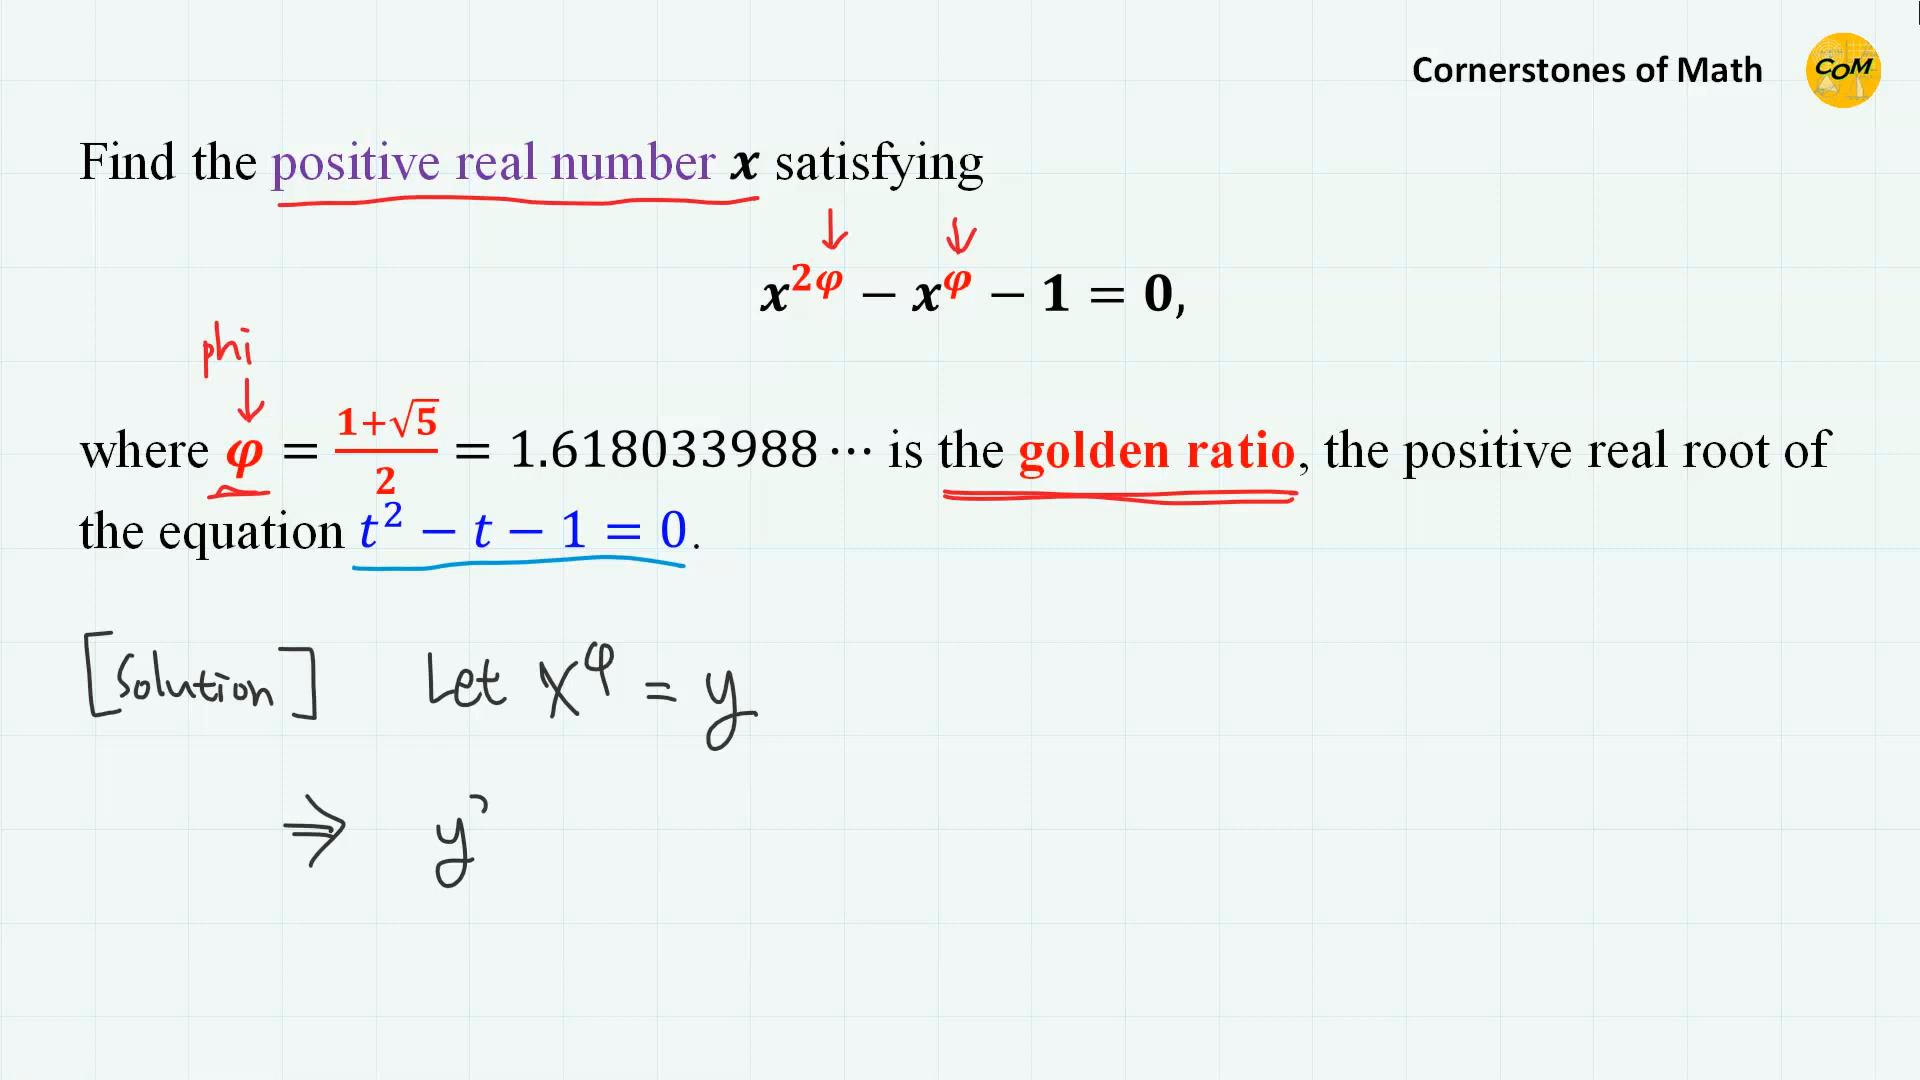 Cornerstones of Math
COM
Find the positive real number x satisfying
↓ ↓
x^{2φ} − x^φ − 1 = 0,
phi
↓
where φ = \frac{1+√5}{2} = 1.618033988⋯ is the golden ratio, the positive real root of
the equation t² − t − 1 = 0.
[Solution] Let x^φ = y
⇒ y